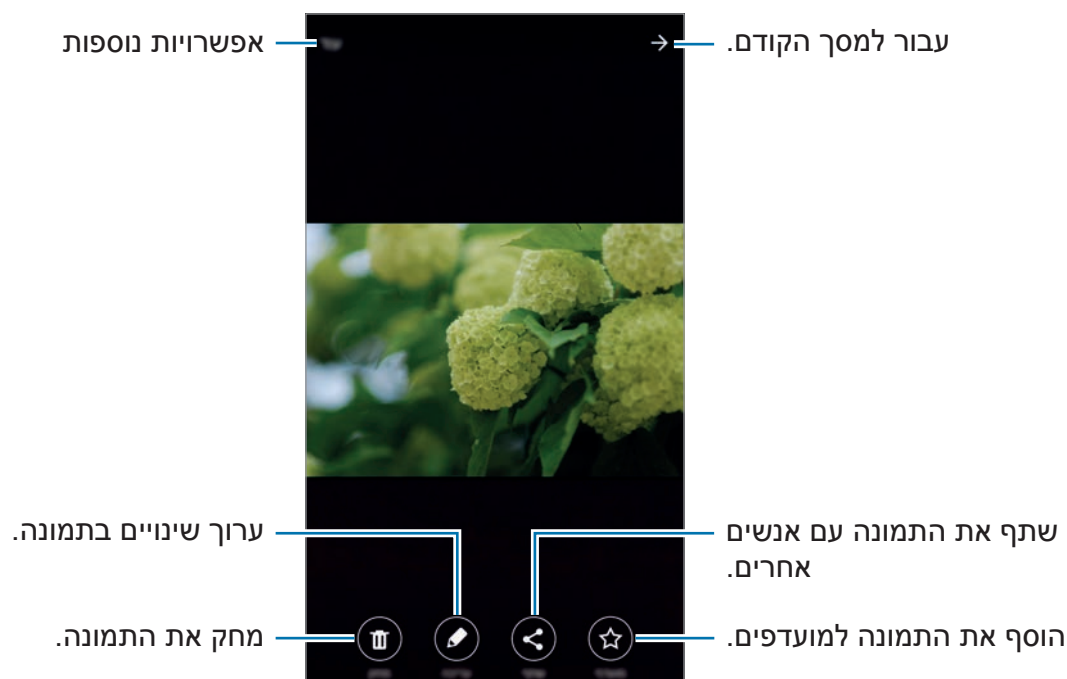 עבור למסך הקודם.
אפשרויות נוספות
עוד
שתף את התמונה עם אנשים
אחרים.
ערוך שינויים בתמונה.
הוסף את התמונה למועדפים.
מחק את התמונה.